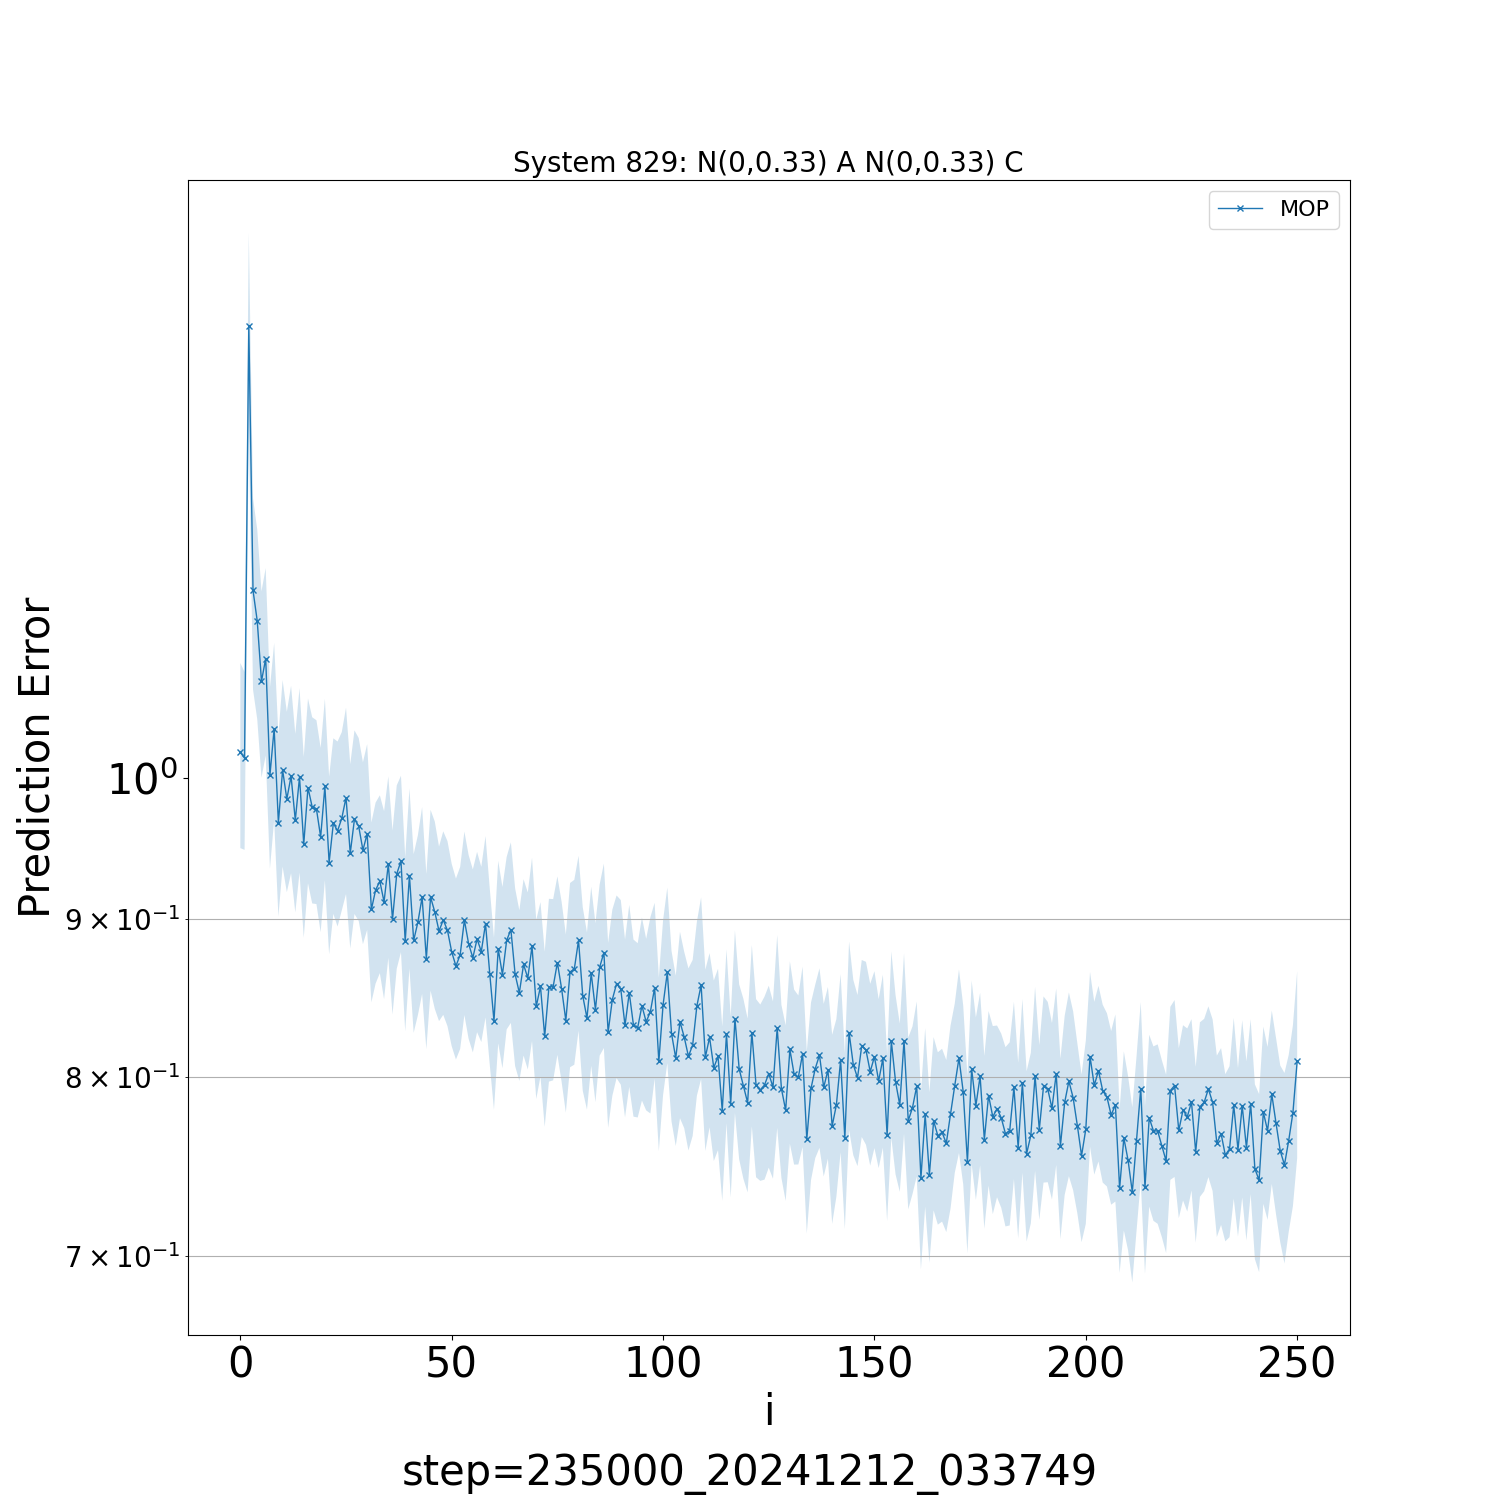 System 829: N(0,0.33) A N(0,0.33) C
MOP
Prediction Error
10⁰
9 × 10⁻¹
8 × 10⁻¹
7 × 10⁻¹
0 50 100 150 200 250
i
step=235000_20241212_033749